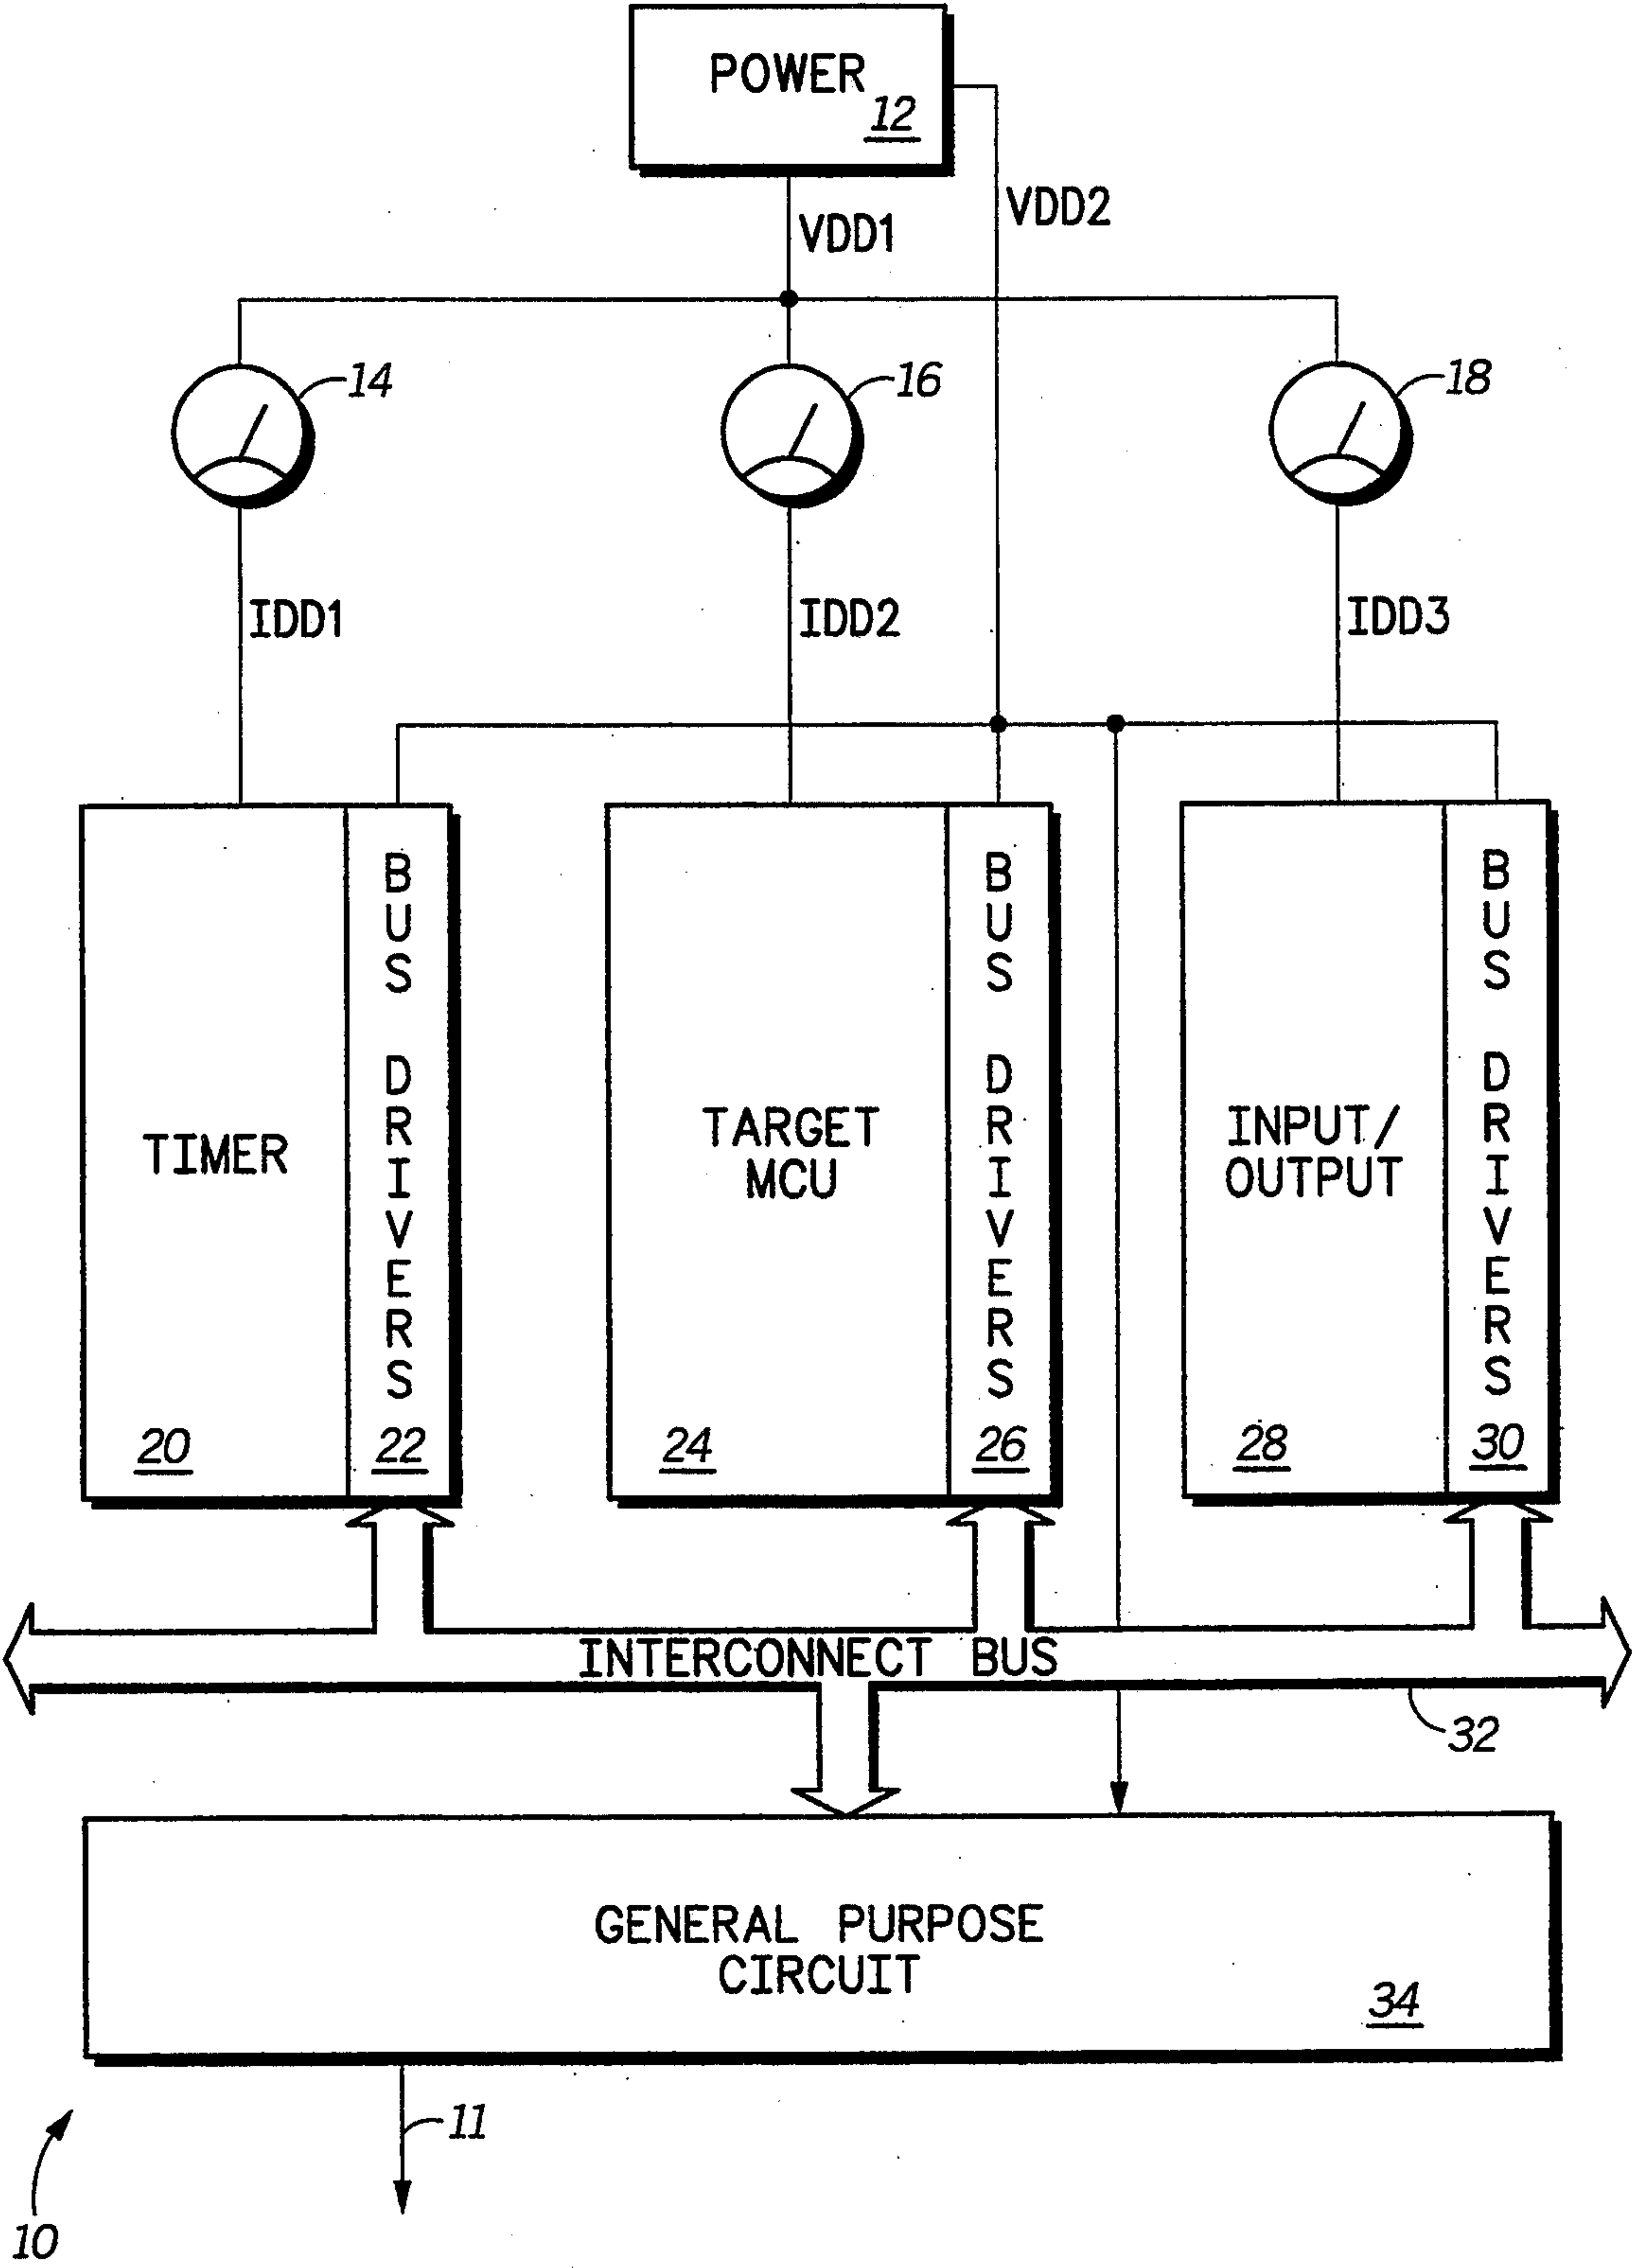 POWER
12
VDD1
VDD2
14
16
18
IDD1
IDD2
IDD3
TIMER
20
BUS DRIVERS
22
TARGET
MCU
24
BUS DRIVERS
26
INPUT/
OUTPUT
28
BUS DRIVERS
30
INTERCONNECT BUS
32
GENERAL PURPOSE
CIRCUIT
34
11
10